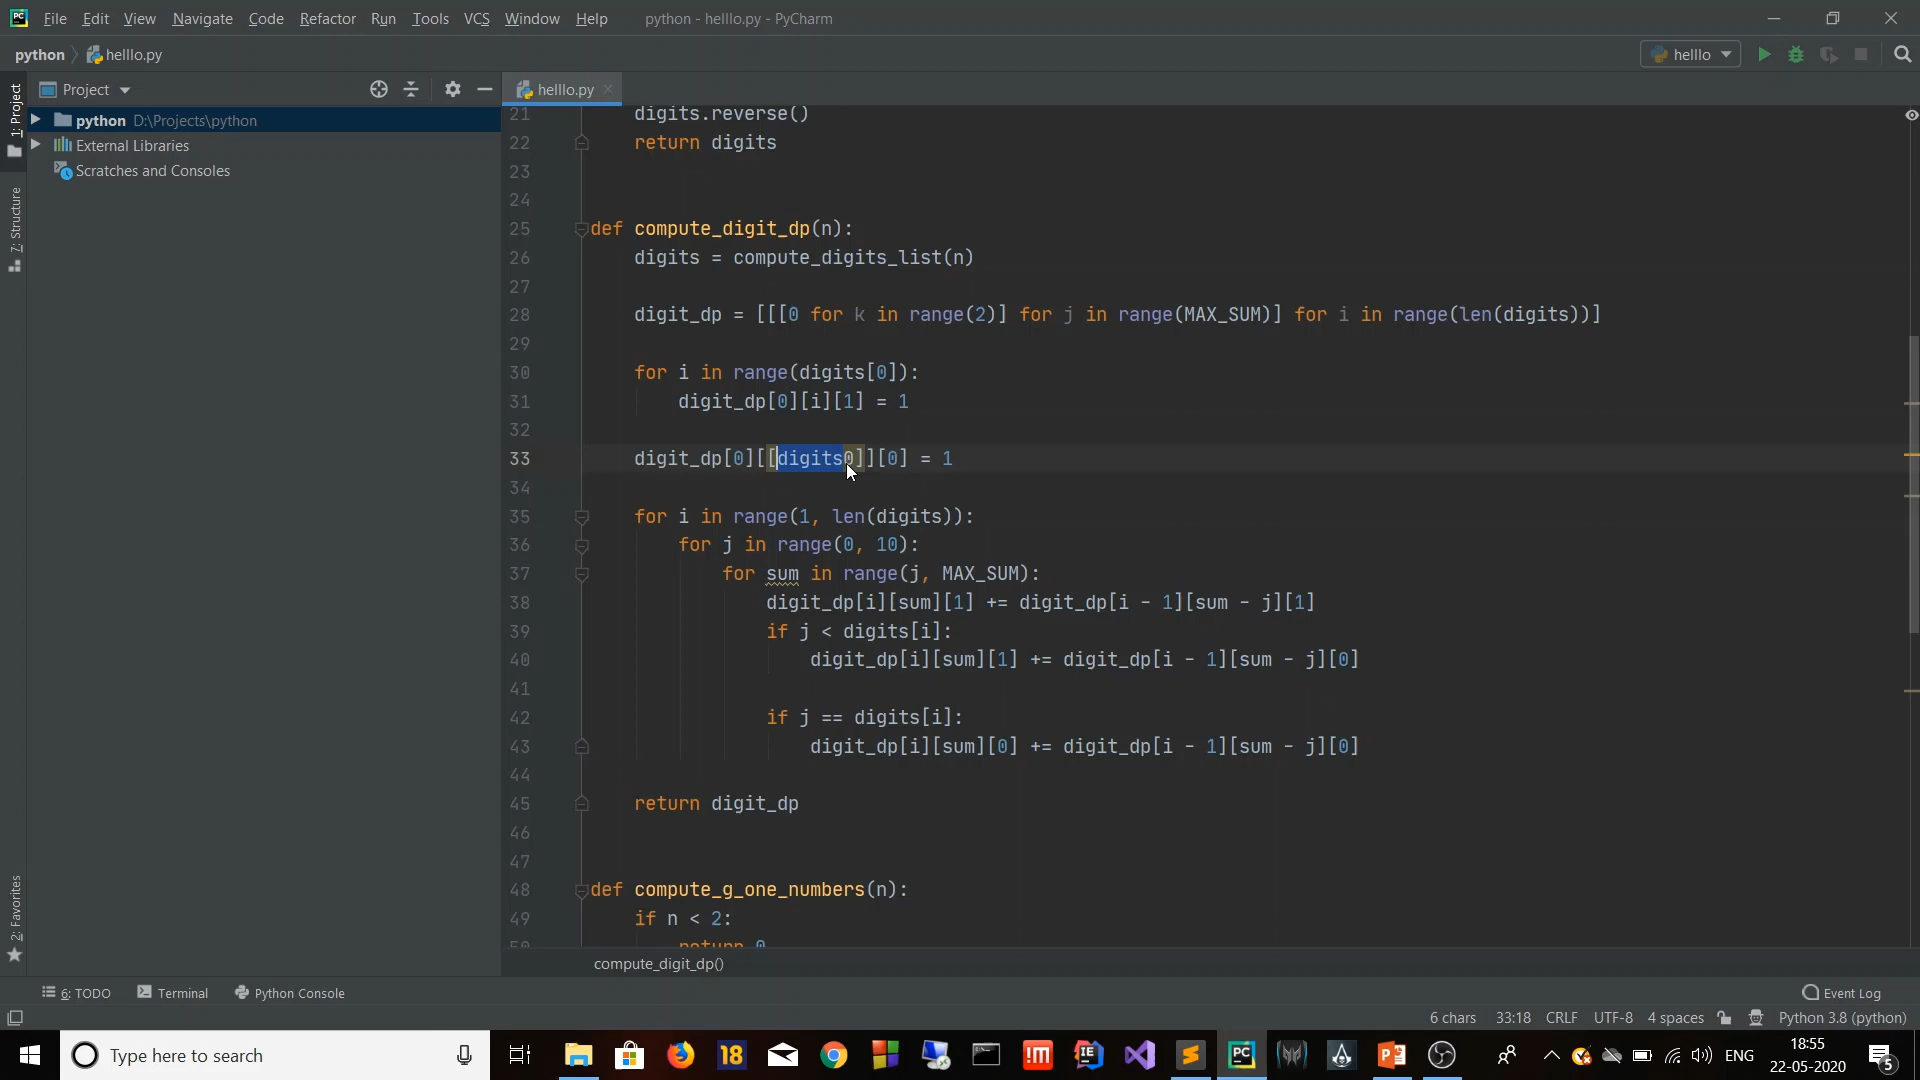 File Edit View Navigate Code Refactor Run Tools VCS Window Help python - helllo.py - PyCharm
python helllo.py helllo
1: Project
7: Structure
2: Favorites
Project helllo.py
python D:\Projects\python
External Libraries
Scratches and Consoles
21 digits.reverse()
22 return digits
23
24
25 def compute_digit_dp(n):
26 digits = compute_digits_list(n)
27
28 digit_dp = [[[0 for k in range(2)] for j in range(MAX_SUM)] for i in range(len(digits))]
29
30 for i in range(digits[0]):
31 digit_dp[0][i][1] = 1
32
33 digit_dp[0][[digits0]][0] = 1
34
35 for i in range(1, len(digits)):
36 for j in range(0, 10):
37 for sum in range(j, MAX_SUM):
38 digit_dp[i][sum][1] += digit_dp[i - 1][sum - j][1]
39 if j < digits[i]:
40 digit_dp[i][sum][1] += digit_dp[i - 1][sum - j][0]
41
42 if j == digits[i]:
43 digit_dp[i][sum][0] += digit_dp[i - 1][sum - j][0]
44
45 return digit_dp
46
47
48 def compute_g_one_numbers(n):
49 if n < 2:
50 return 0
compute_digit_dp()
6: TODO Terminal Python Console Event Log
6 chars 33:18 CRLF UTF-8 4 spaces Python 3.8 (python)
Type here to search 18 PC ENG 18:55
22-05-2020 5